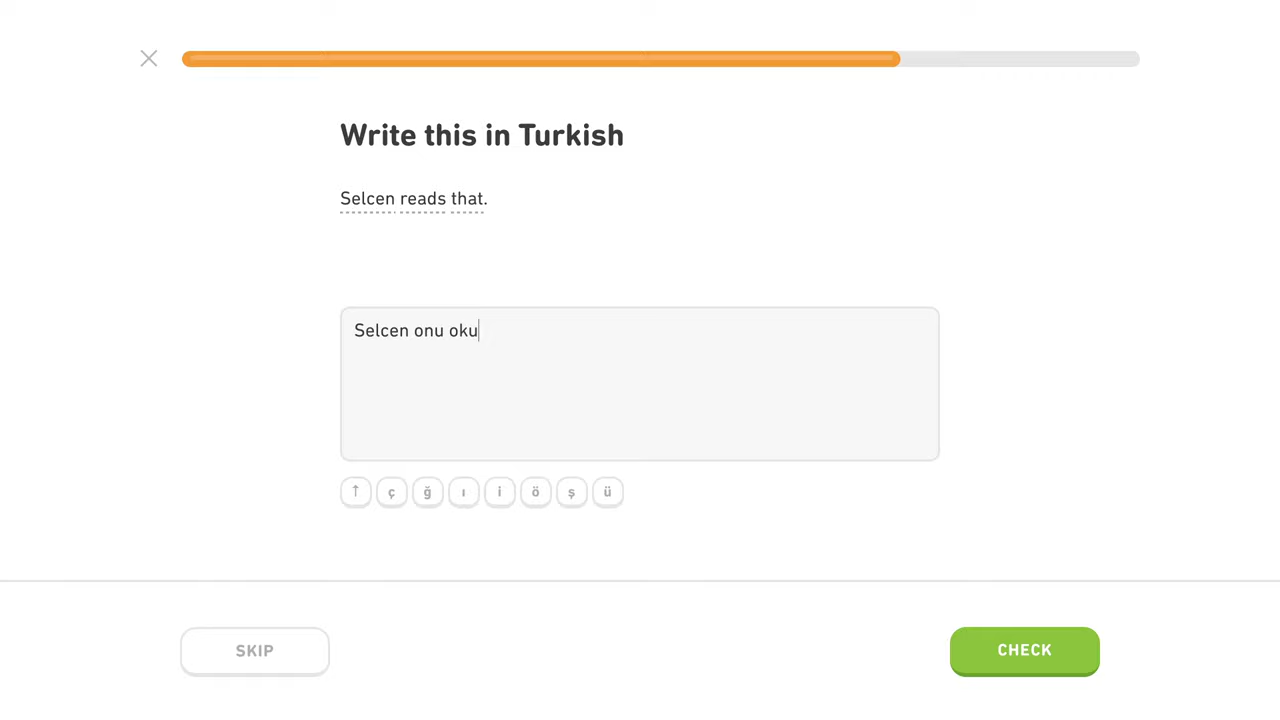 Write this in Turkish
Selcen reads that.
Selcen onu oku
↑ ç ğ ı i ö ş ü
SKIP
CHECK